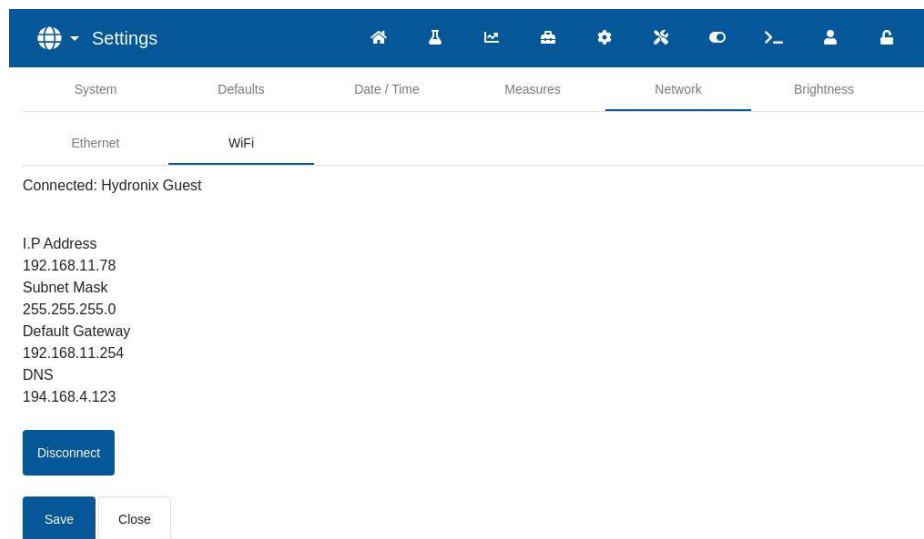 Settings
System Defaults Date / Time Measures Network Brightness
Ethernet WiFi
Connected: Hydronix Guest
I.P Address
192.168.11.78
Subnet Mask
255.255.255.0
Default Gateway
192.168.11.254
DNS
194.168.4.123
Disconnect
Save Close